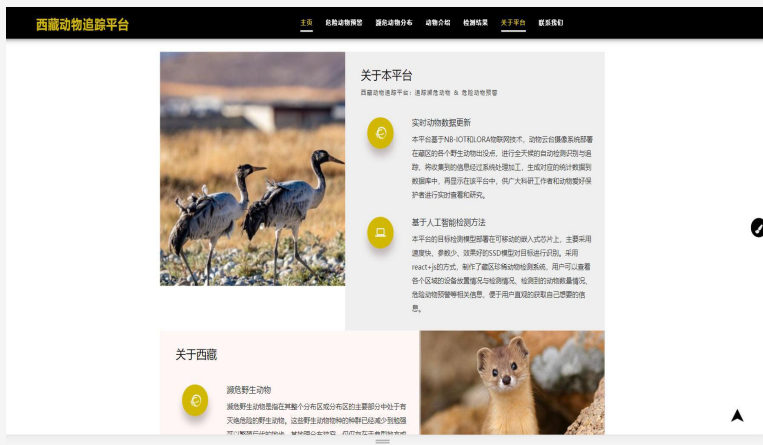 西藏动物追踪平台
主页 危险动物预警 濒危动物分布 动物介绍 检测结果 关于平台 联系我们
关于本平台
西藏动物追踪平台：追踪濒危动物 & 危险动物预警
实时动物数据更新
本平台基于NB-IOT和LORA物联网技术，动物云台摄像系统部署
在藏区的各个野生动物出没点，进行全天候的自动检测识别与追
踪，将收集到的信息经过系统处理加工，生成对应的统计数据到
数据库中，再显示在该平台中，供广大科研工作者和动物爱好保
护者进行实时查看和研究。
基于人工智能检测方法
本平台的目标检测模型部署在可移动的嵌入式芯片上，主要采用
速度快、参数少、效果好的SSD模型对目标进行识别。采用
react+js的方式，制作了藏区珍稀动物检测系统，用户可以查看
各个区域的设备放置情况与检测情况、检测到的动物数量情况、
危险动物预警等相关信息，便于用户直观的获取自己想要的信
息。
关于西藏
濒危野生动物
濒危野生动物是指在其整个分布区或分布区的主要部分中处于有
灭绝危险的野生动物。这些野生动物物种的种群已经减少到勉强